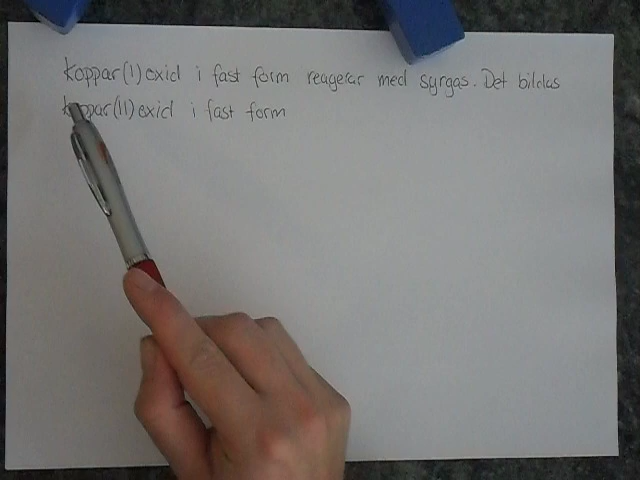 koppar(I)oxid i fast form reagerar med syrgas. Det bildas
koppar(II)oxid i fast form